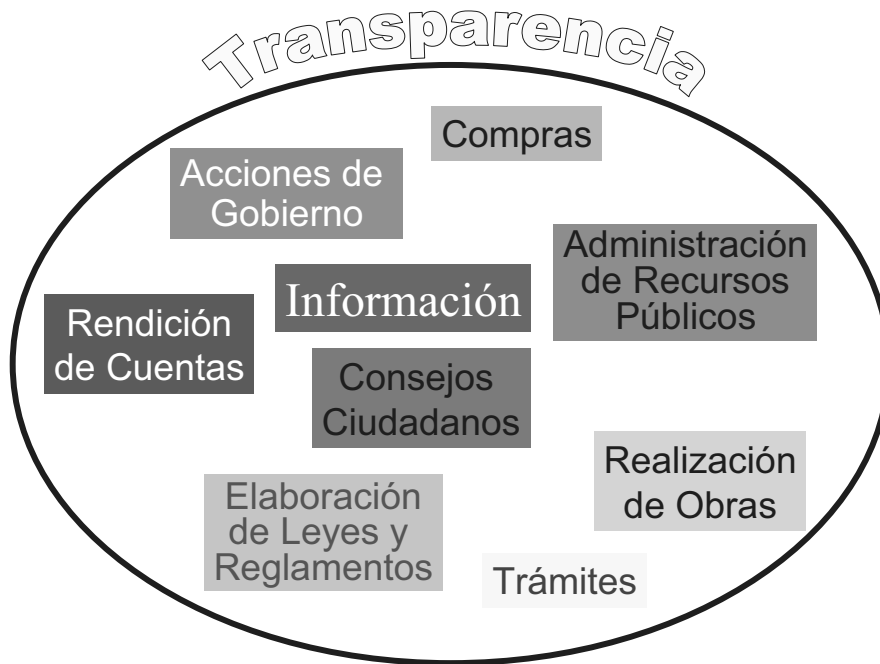 Transparencia
Compras
Acciones de
Gobierno
Administración
de Recursos
Públicos
Información
Rendición
de Cuentas
Consejos
Ciudadanos
Realización
de Obras
Elaboración
de Leyes y
Reglamentos
Trámites